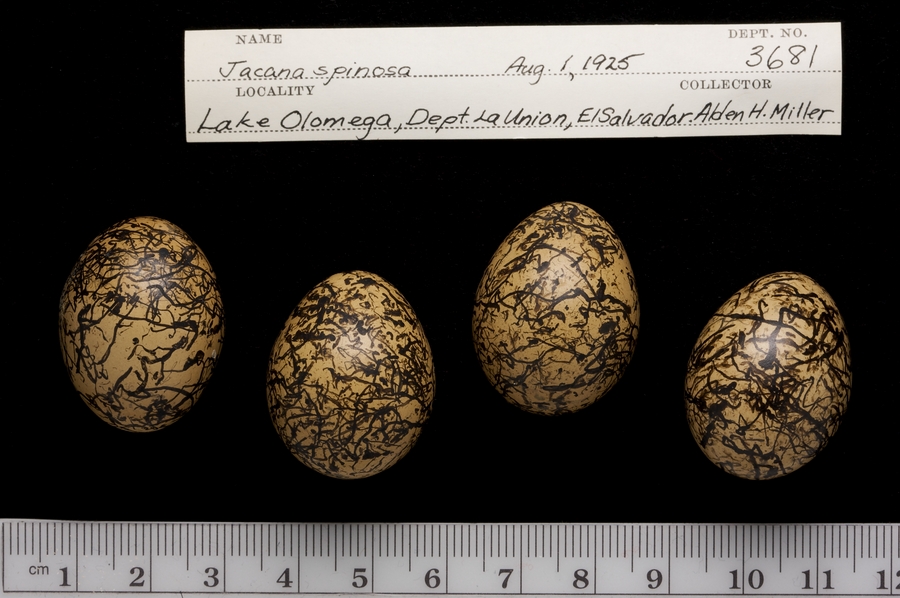 NAME DEPT. NO.
Jacana spinosa Aug. 1, 1925 3681
LOCALITY COLLECTOR
Lake Olomega, Dept. La Union, El Salvador. Alden H. Miller
cm 1 2 3 4 5 6 7 8 9 10 11 12